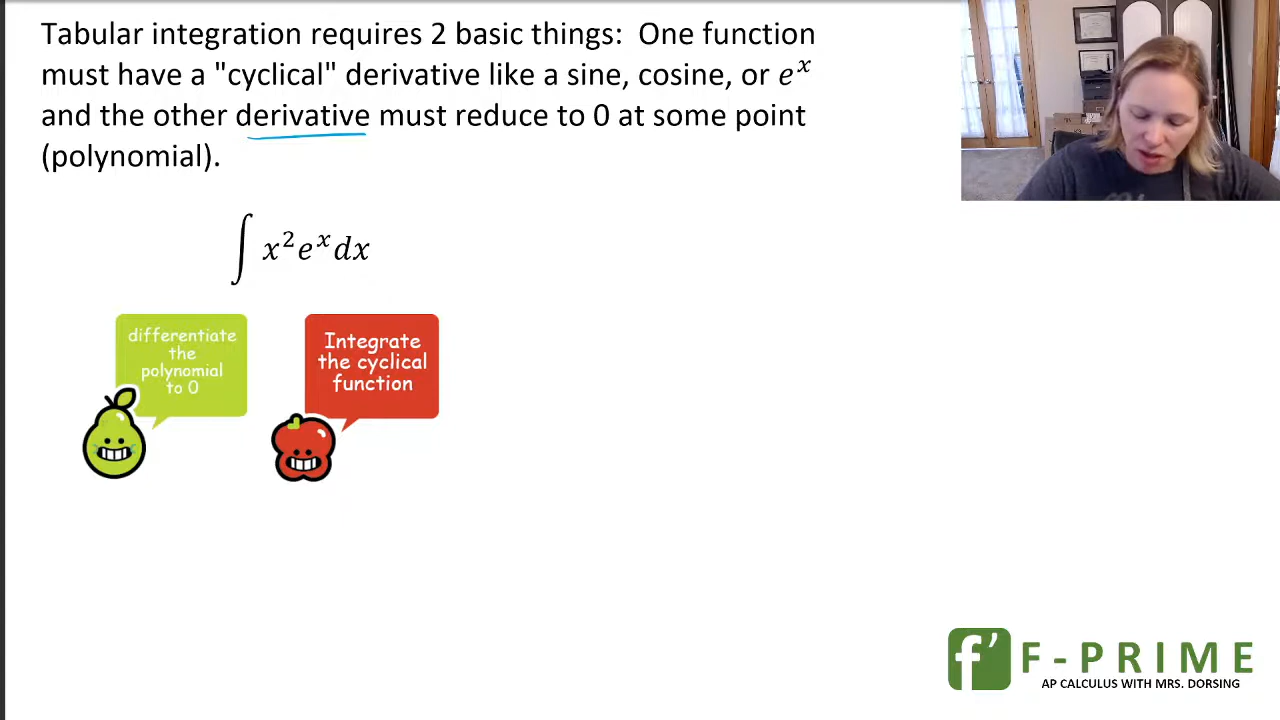 Tabular integration requires 2 basic things:  One function
must have a "cyclical" derivative like a sine, cosine, or eˣ
and the other derivative must reduce to 0 at some point
(polynomial).
∫ x²eˣdx
differentiate
the
polynomial
to 0
Integrate
the cyclical
function
f’ F-PRIME
AP CALCULUS WITH MRS. DORSING